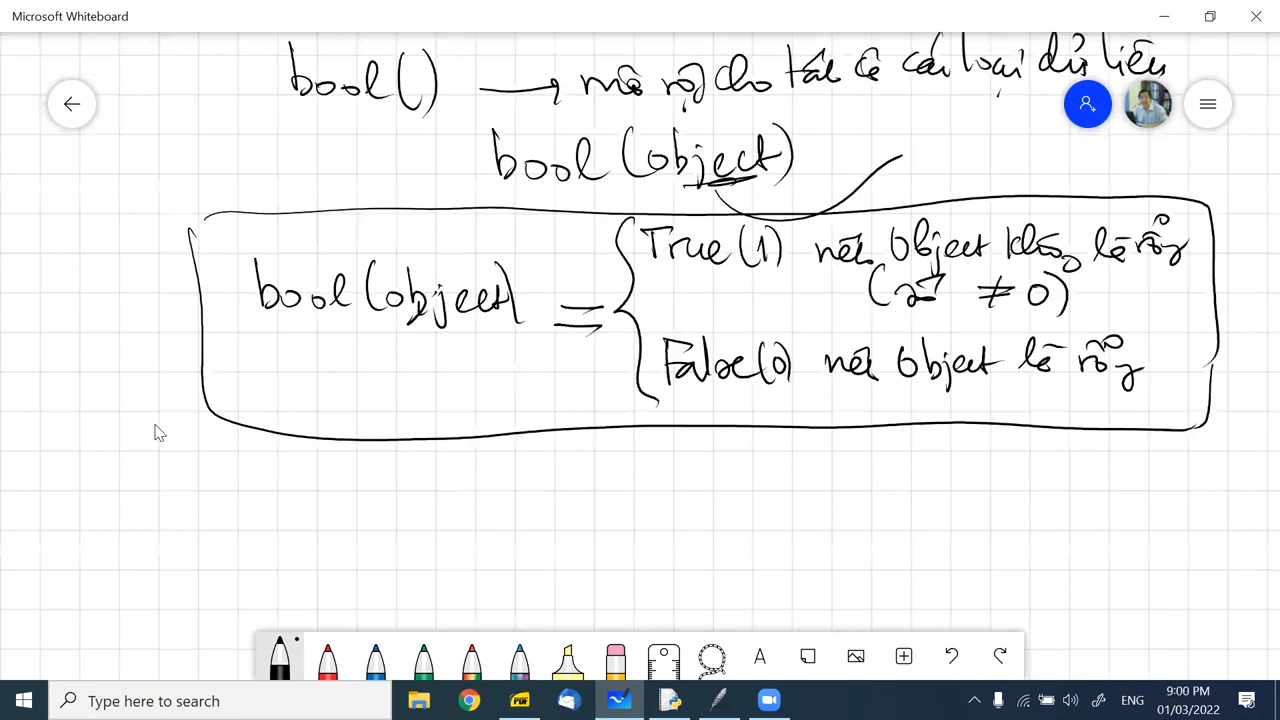 Microsoft Whiteboard
bool() → mở rộng cho tất cả các loại dữ liệu
bool(object)
bool(object) = { True(1) nếu Object không là rỗng
( ≠ 0)
False(0) nếu Object là rỗng
A
Type here to search
PDF
ENG
9:00 PM
01/03/2022